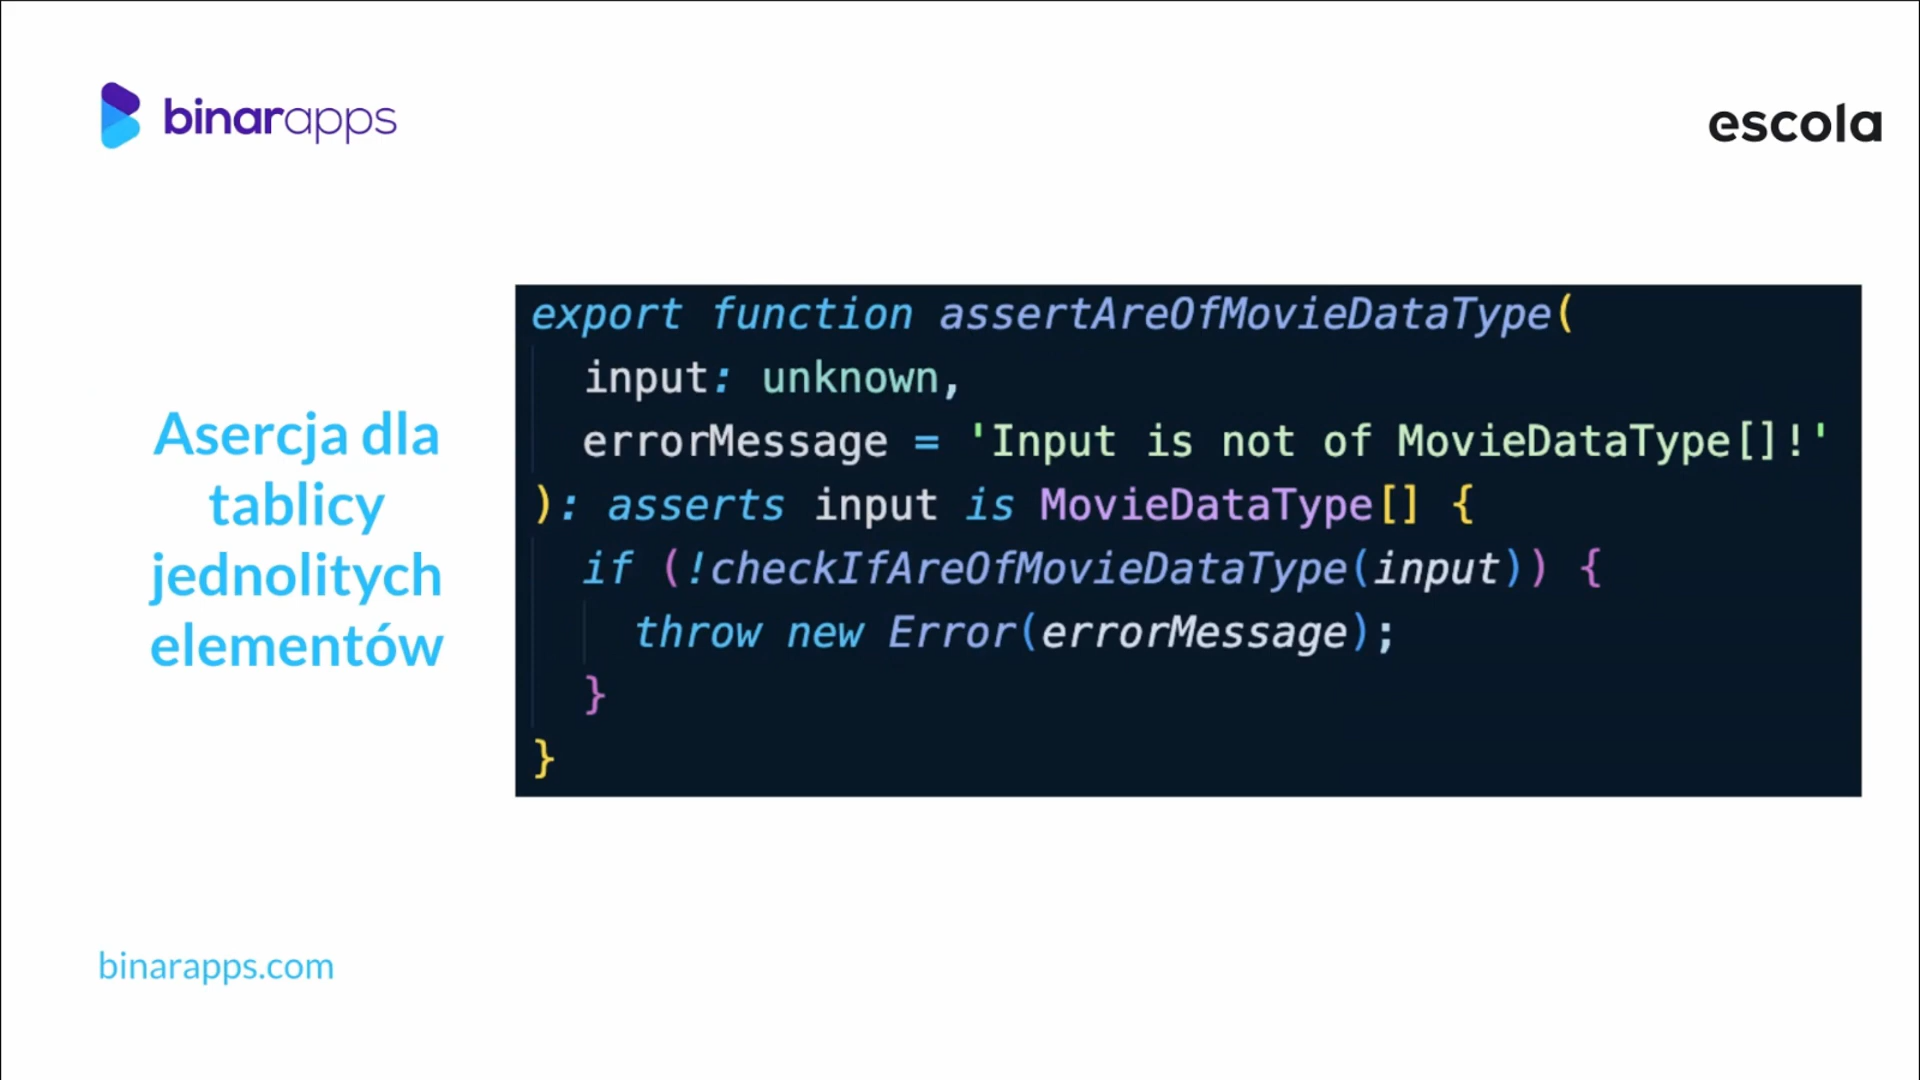 binarapps
escola
Asercja dla
tablicy
jednolitych
elementów
export function assertAreOfMovieDataType(
input: unknown,
errorMessage = 'Input is not of MovieDataType[]!'
): asserts input is MovieDataType[] {
if (!checkIfAreOfMovieDataType(input)) {
throw new Error(errorMessage);
}
}
binarapps.com